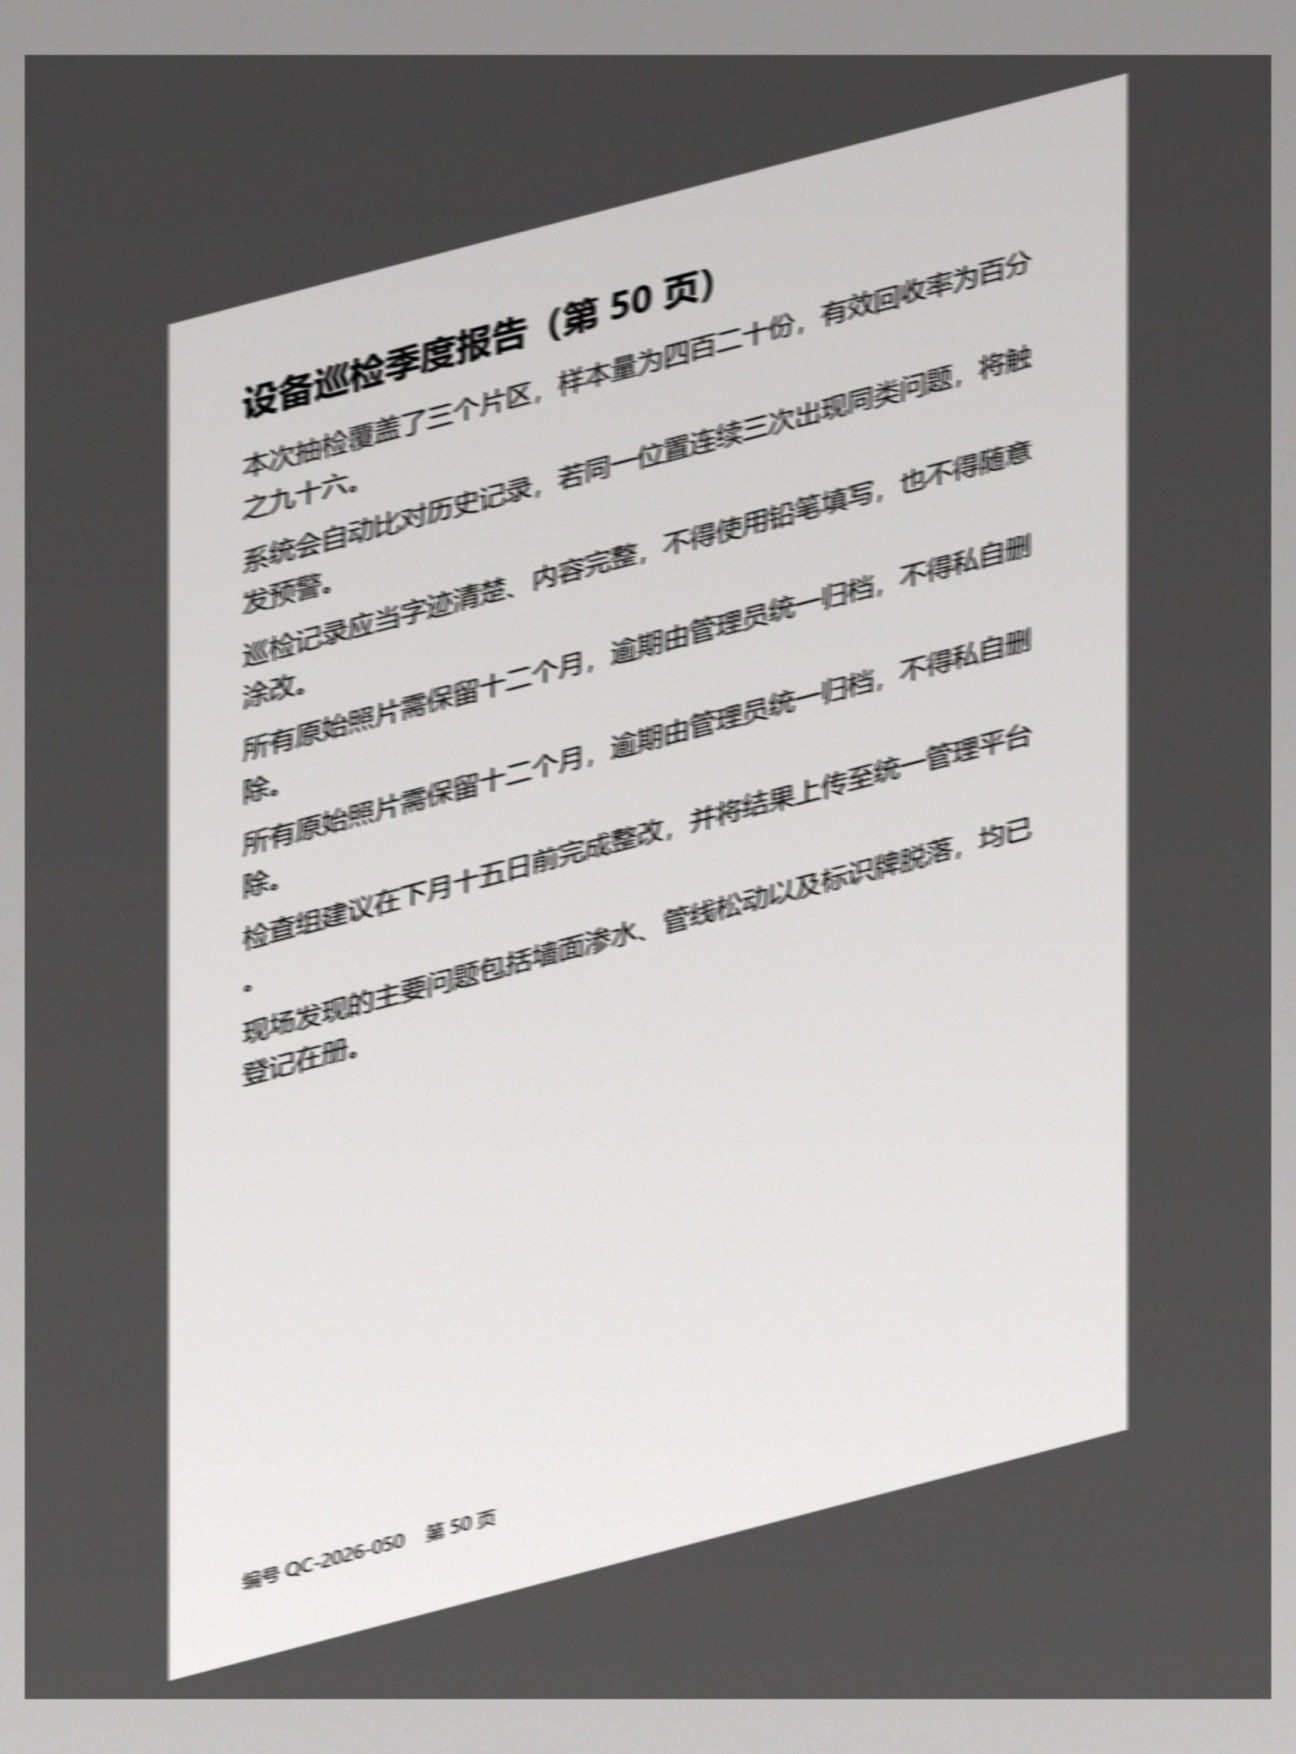 设备巡检季度报告（第 50 页）
本次抽检覆盖了三个片区，样本量为四百二十份，有效回收率为百分
之九十六。
系统会自动比对历史记录，若同一位置连续三次出现同类问题，将触
发预警。
巡检记录应当字迹清楚、内容完整，不得使用铅笔填写，也不得随意
涂改。
所有原始照片需保留十二个月，逾期由管理员统一归档，不得私自删
除。
所有原始照片需保留十二个月，逾期由管理员统一归档，不得私自删
除。
检查组建议在下月十五日前完成整改，并将结果上传至统一管理平台
。
现场发现的主要问题包括墙面渗水、管线松动以及标识牌脱落，均已
登记在册。
编号 QC-2026-050　第 50 页